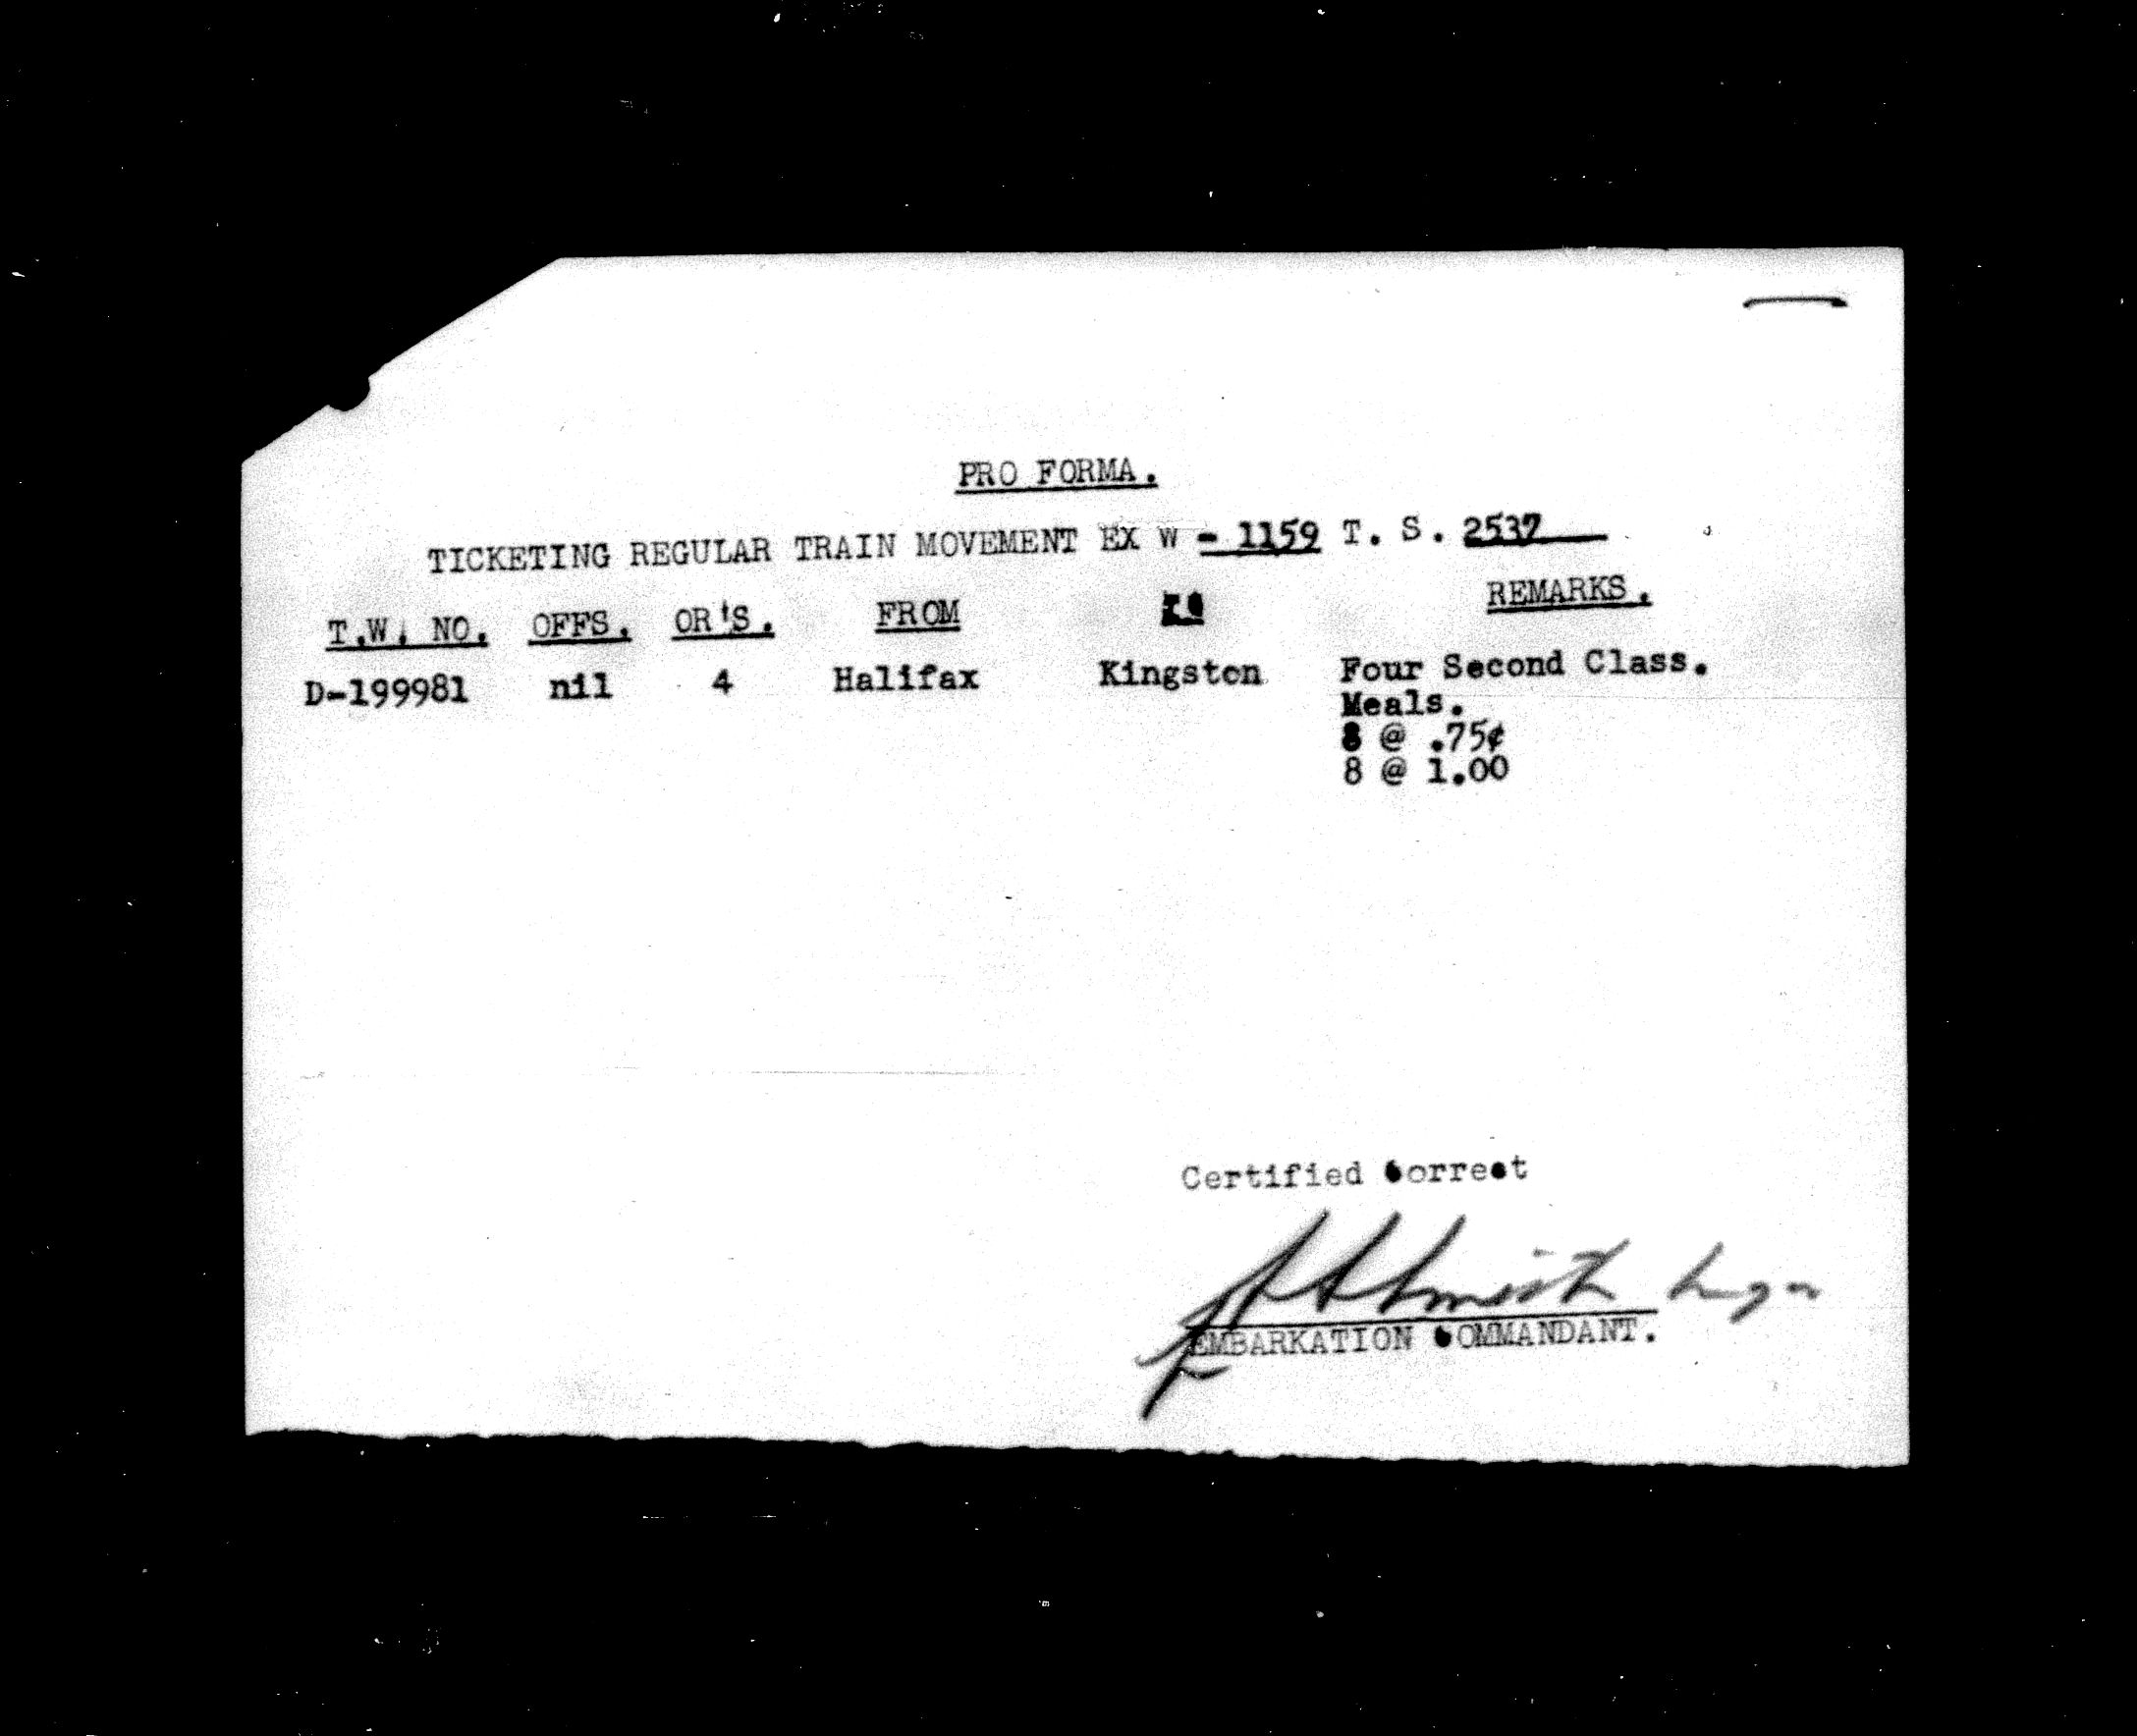 PRO FORMA.
TICKETING REGULAR TRAIN MOVEMENT EX W - 1159 T. S. 2537
T.W. NO. OFFS. OR'S. FROM TO REMARKS.
D-199981 nil 4 Halifax Kingston Four Second Class.
Meals.
8 @ .75¢
8 @ 1.00
Certified Correct
EMBARKATION COMMANDANT.